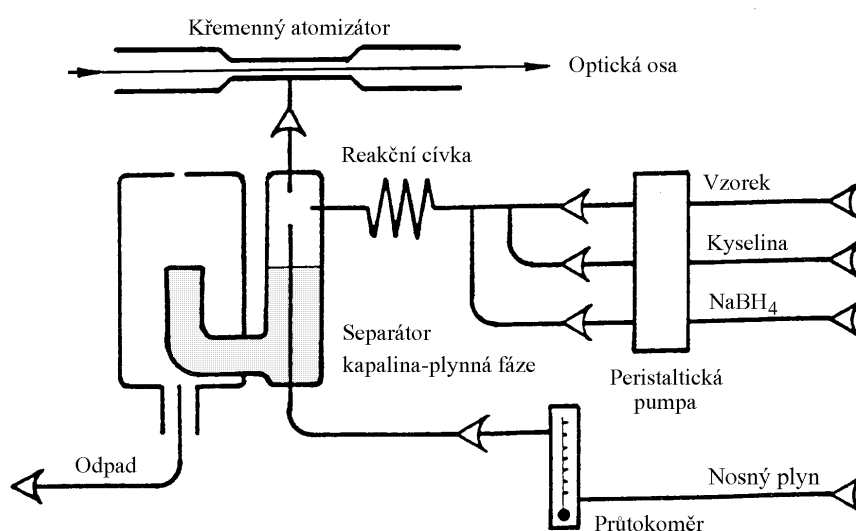 Křemenný atomizátor
Optická osa
Reakční cívka
Vzorek
Kyselina
NaBH4
Separátor
kapalina-plynná fáze
Peristaltická
pumpa
Odpad
Nosný plyn
Průtokoměr